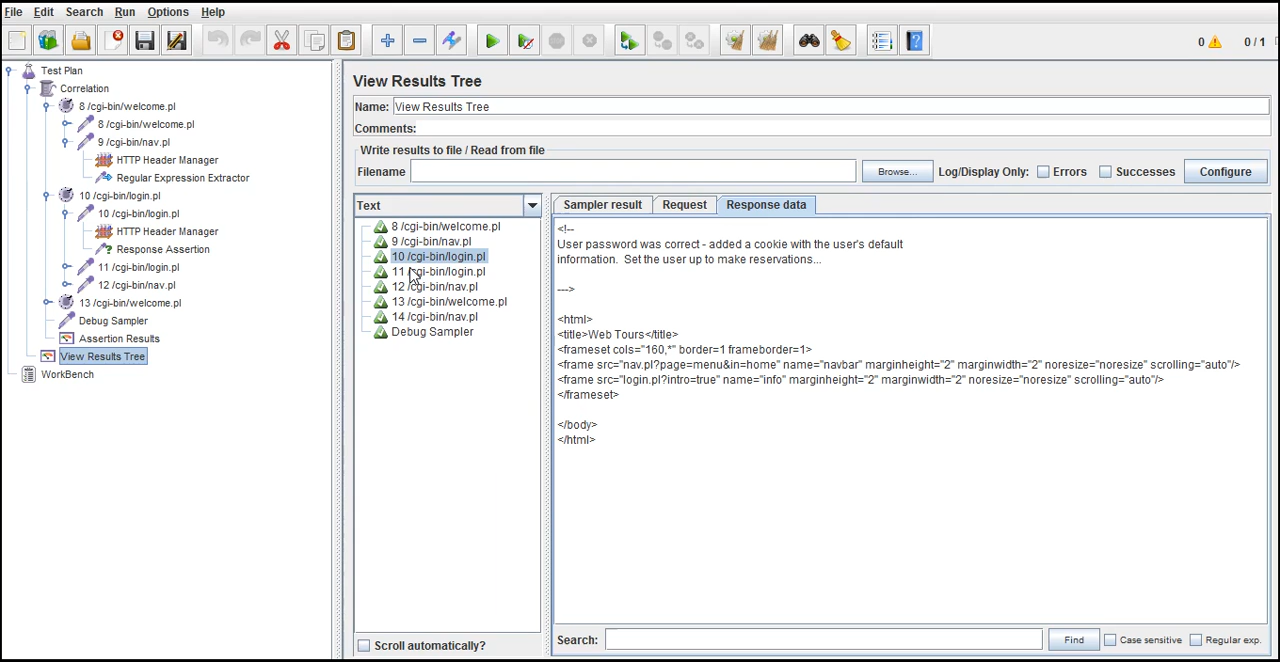 File Edit Search Run Options Help
0 0 / 1
Test Plan
Correlation
8 /cgi-bin/welcome.pl
8 /cgi-bin/welcome.pl
9 /cgi-bin/nav.pl
HTTP Header Manager
Regular Expression Extractor
10 /cgi-bin/login.pl
10 /cgi-bin/login.pl
HTTP Header Manager
Response Assertion
11 /cgi-bin/login.pl
12 /cgi-bin/nav.pl
13 /cgi-bin/welcome.pl
Debug Sampler
Assertion Results
View Results Tree
WorkBench
View Results Tree
Name: View Results Tree
Comments:
Write results to file / Read from file
Filename Browse... Log/Display Only: Errors Successes Configure
Text
8 /cgi-bin/welcome.pl
9 /cgi-bin/nav.pl
10 /cgi-bin/login.pl
11 /cgi-bin/login.pl
12 /cgi-bin/nav.pl
13 /cgi-bin/welcome.pl
14 /cgi-bin/nav.pl
Debug Sampler
Scroll automatically?
Sampler result Request Response data
<!--
User password was correct - added a cookie with the user's default
information. Set the user up to make reservations...
--->
<html>
<title>Web Tours</title>
<frameset cols="160,*" border=1 frameborder=1>
<frame src="nav.pl?page=menu&in=home" name="navbar" marginheight="2" marginwidth="2" noresize="noresize" scrolling="auto"/>
<frame src="login.pl?intro=true" name="info" marginheight="2" marginwidth="2" noresize="noresize" scrolling="auto"/>
</frameset>
</body>
</html>
Search: Find Case sensitive Regular exp.